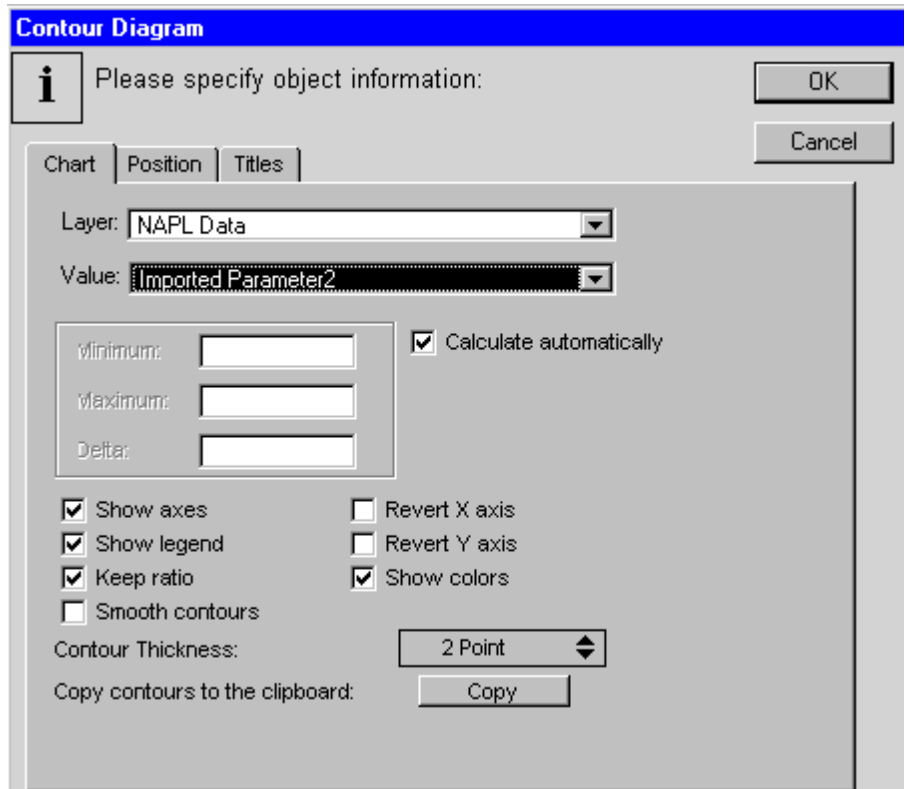 Contour Diagram
i Please specify object information:
OK
Cancel
Chart Position Titles
Layer: NAPL Data
Value: Imported Parameter2
Minimum:
Calculate automatically
Maximum:
Delta:
Show axes Revert X axis
Show legend Revert Y axis
Keep ratio Show colors
Smooth contours
Contour Thickness: 2 Point
Copy contours to the clipboard: Copy